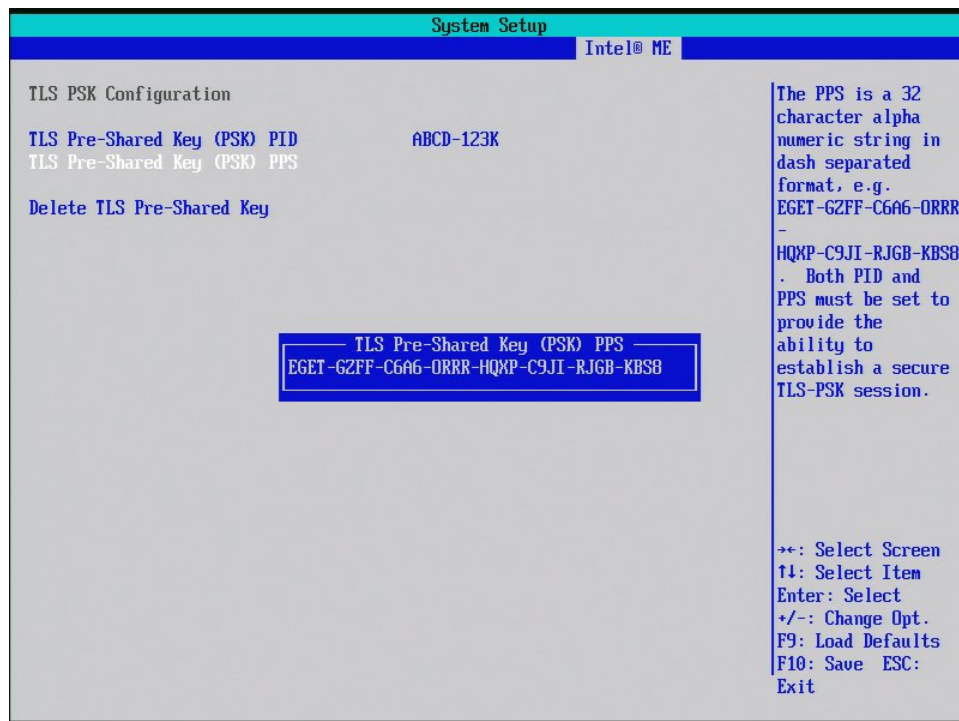 System Setup
Intel® ME
TLS PSK Configuration
TLS Pre-Shared Key (PSK) PID ABCD-123K
TLS Pre-Shared Key (PSK) PPS
Delete TLS Pre-Shared Key
TLS Pre-Shared Key (PSK) PPS
EGET-GZFF-C6A6-ORRR-HQXP-C9JI-RJGB-KBS8
The PPS is a 32
character alpha
numeric string in
dash separated
format, e.g.
EGET-GZFF-C6A6-ORRR
-
HQXP-C9JI-RJGB-KBS8
. Both PID and
PPS must be set to
provide the
ability to
establish a secure
TLS-PSK session.
→←: Select Screen
↑↓: Select Item
Enter: Select
+/-: Change Opt.
F9: Load Defaults
F10: Save ESC:
Exit